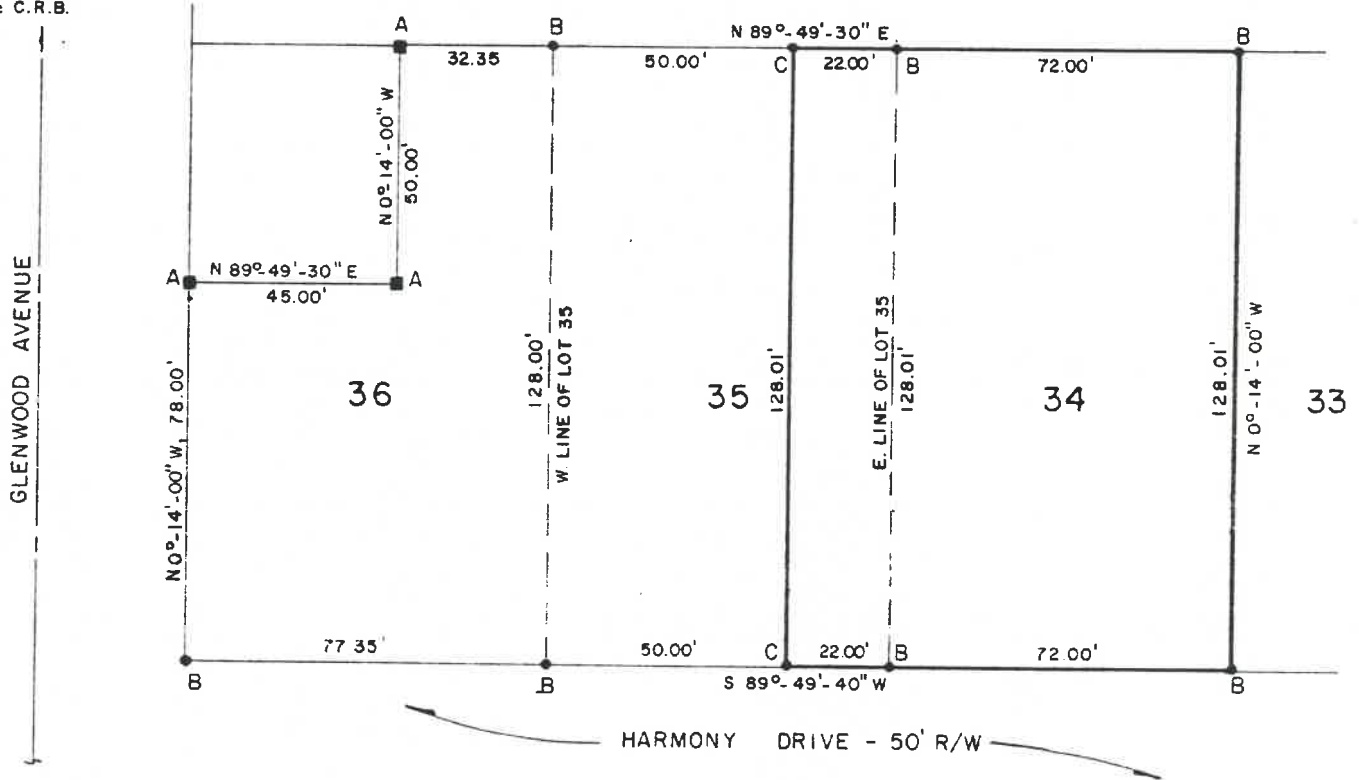 : C.R.B.
A
B
N 89°-49'-30" E
B
32.35
50.00'
C
22.00'
B
72.00'
N 0°-14'-00" W
50.00'
A
N 89°-49'-30" E
A
45.00'
GLENWOOD AVENUE
N 0°-14'-00" W, 78.00'
36
128.00'
W. LINE OF LOT 35
35
128.01'
E. LINE OF LOT 35
128.01'
34
128.01'
N 0°-14'-00" W
33
77.35'
50.00'
C
22.00'
B
72.00'
B
B
S 89°-49'-40" W
B
HARMONY DRIVE - 50' R/W